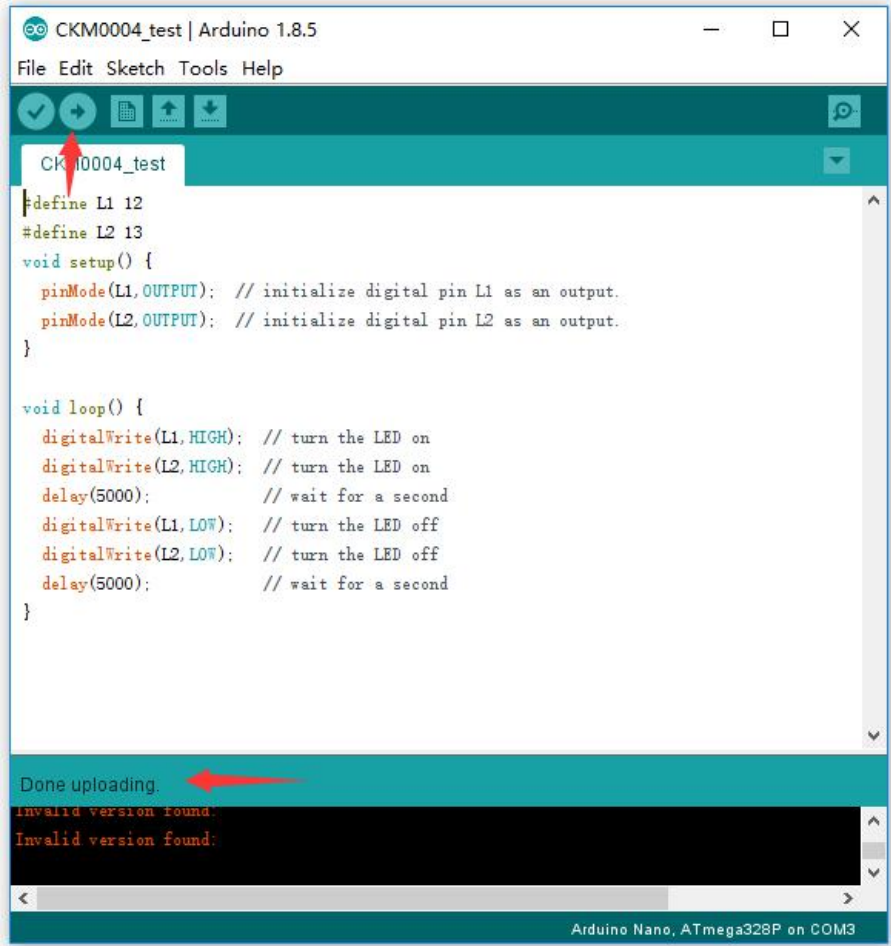 CKM0004_test | Arduino 1.8.5
File Edit Sketch Tools Help
CKM0004_test
#define L1 12
#define L2 13
void setup() {
  pinMode(L1,OUTPUT);  // initialize digital pin L1 as an output.
  pinMode(L2,OUTPUT);  // initialize digital pin L2 as an output.
}
void loop() {
  digitalWrite(L1,HIGH);  // turn the LED on
  digitalWrite(L2,HIGH);  // turn the LED on
  delay(5000);            // wait for a second
  digitalWrite(L1,LOW);   // turn the LED off
  digitalWrite(L2,LOW);   // turn the LED off
  delay(5000);            // wait for a second
}
Done uploading.
Invalid version found:
Invalid version found:
Arduino Nano, ATmega328P on COM3